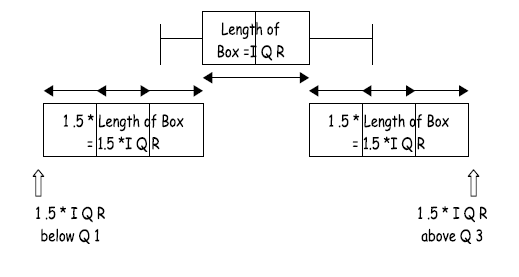 Length of
Box =I Q R
1.5 * Length of Box
= 1.5 *I Q R
1.5 * Length of Box
= 1.5 *I Q R
1.5 * I Q R
below Q 1
1.5 * I Q R
above Q 3